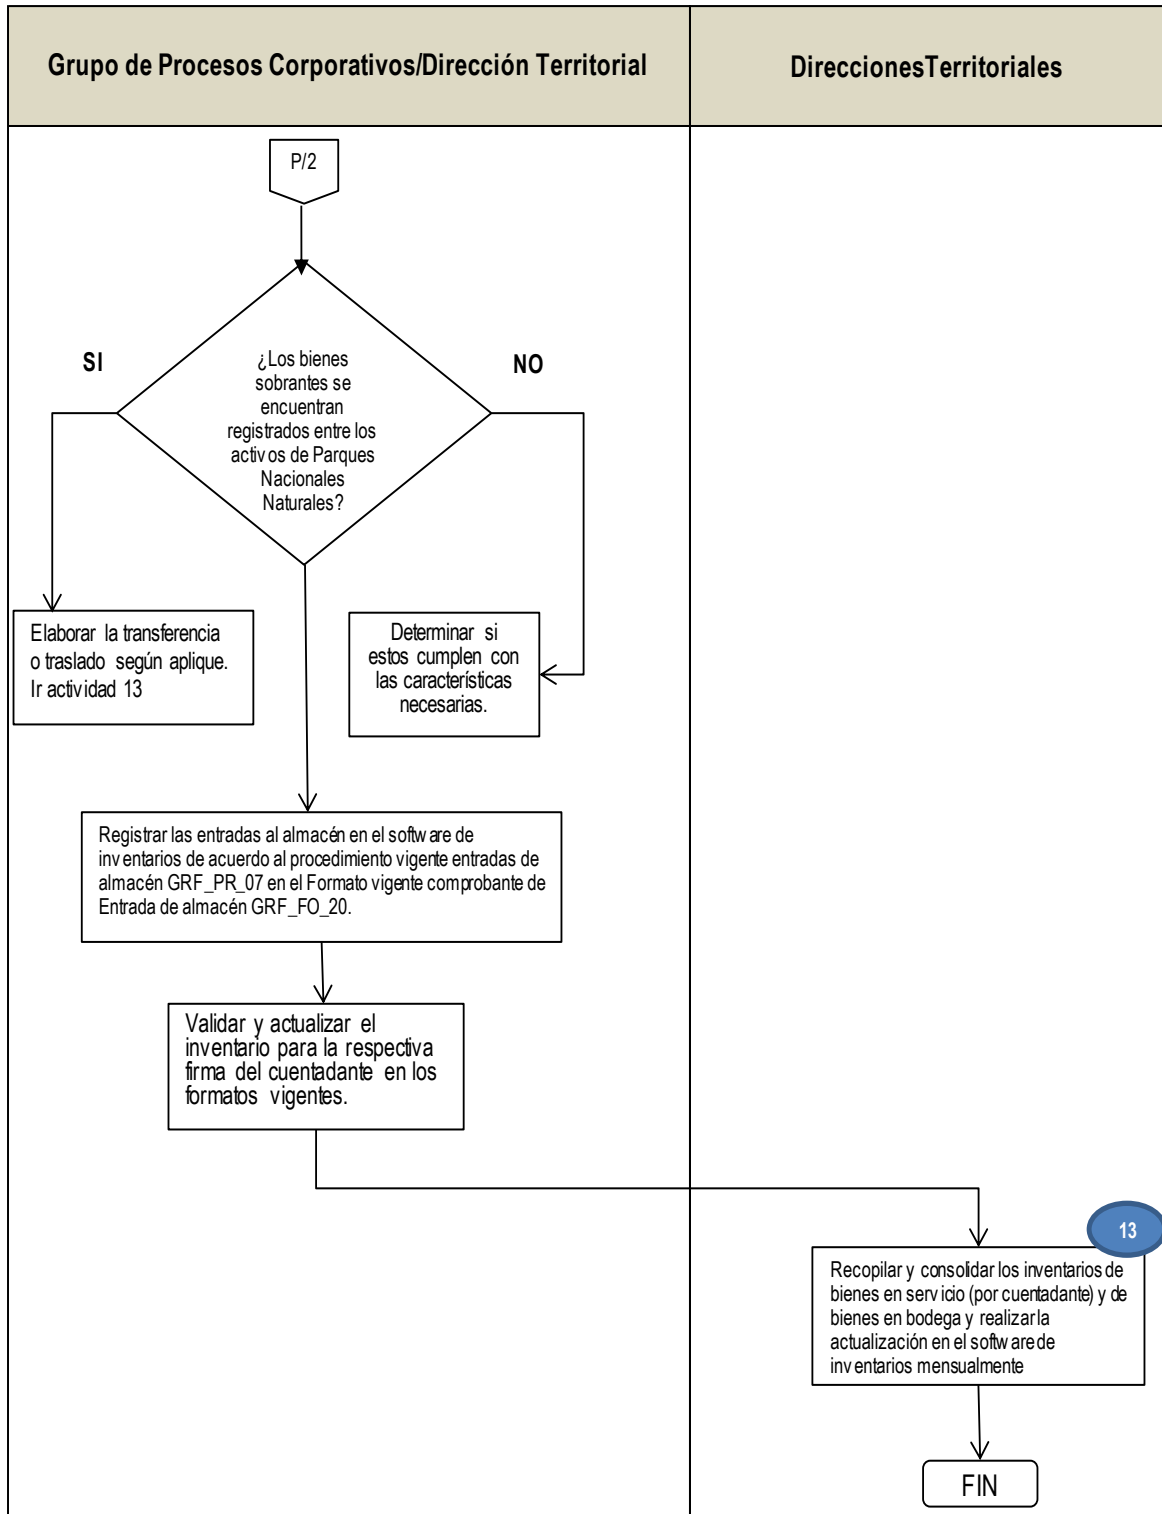 Grupo de Procesos Corporativos/Dirección Territorial
DireccionesTerritoriales
P/2
SI
NO
¿Los bienes
sobrantes se
encuentran
registrados entre los
activos de Parques
Nacionales
Naturales?
Elaborar la transferencia
o traslado según aplique.
Ir actividad 13
Determinar si
estos cumplen con
las características
necesarias.
Registrar las entradas al almacén en el software de
inventarios de acuerdo al procedimiento vigente entradas de
almacén GRF_PR_07 en el Formato vigente comprobante de
Entrada de almacén GRF_FO_20.
Validar y actualizar el
inventario para la respectiva
firma del cuentadante en los
formatos vigentes.
13
Recopilar y consolidar los inventarios de
bienes en servicio (por cuentadante) y de
bienes en bodega y realizar la
actualización en el software de
inventarios mensualmente
FIN